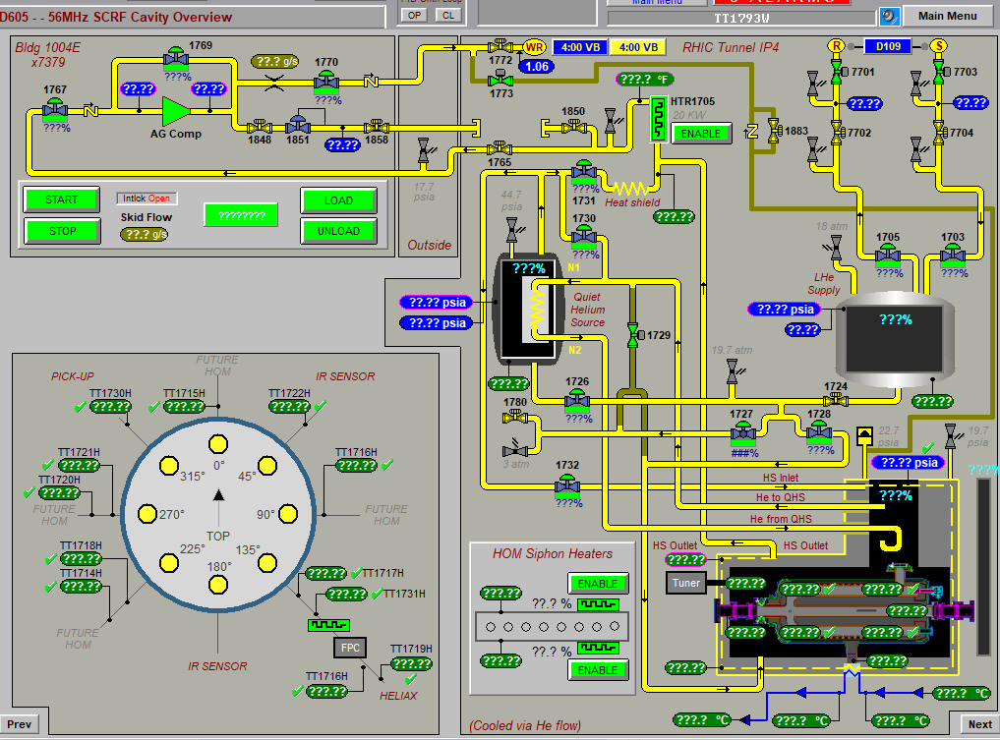 D605 - - 56MHz SCRF Cavity Overview
OP
CL
TT1793W
Main Menu
Bldg 1004E
x7379
1769
???%
??.? g/s
1770
???%
1772
WR
1.06
4:00 VB
4:00 VB
RHIC Tunnel IP4
R
D109
S
1773
???.? °F
7701
7703
??.??
??.??
1767
???%
??.??
??.??
AG Comp
HTR1705
20 KW
ENABLE
1850
1848
1851
1858
??.??
1883
7702
7704
1765
17.7
psia
START
STOP
Intlck Open
Skid Flow
??.? g/s
????????
LOAD
UNLOAD
Outside
???%
1731
Heat shield
???.??
44.7
psia
1730
???%
18 atm
1705
???%
1703
???%
???%
N1
Quiet
Helium
Source
N2
??.?? psia
??.?? psia
LHe
Supply
??.?? psia
??.??
???%
1729
???.??
19.7 atm
1726
???%
1724
???.??
1780
3 atm
1727
###%
1728
???%
22.7
psia
19.7
psia
??.?? psia
???%
1732
???%
HS Inlet
He to QHS
He from QHS
???%
HS Outlet
HS Outlet
???.??
FUTURE
HOM
PICK-UP
IR SENSOR
TT1730H
???.??
TT1715H
???.??
TT1722H
???.??
TT1721H
???.??
TT1720H
???.??
FUTURE
HOM
TT1716H
???.??
FUTURE
HOM
0°
315°
45°
270°
90°
TOP
225°
135°
180°
TT1718H
???.??
TT1714H
???.??
FUTURE
HOM
???.??
TT1717H
???.??
TT1731H
FPC
TT1719H
???.??
IR SENSOR
TT1716H
???.??
HELIAX
HOM Siphon Heaters
???.??
ENABLE
??.? %
??.? %
???.??
ENABLE
Tuner
???.??
???.??
???.??
???.??
???.??
???.??
???.??
???.??
???.??
???.? °C
???.? °C
???.? °C
???.? °C
(Cooled via He flow)
Prev
Next